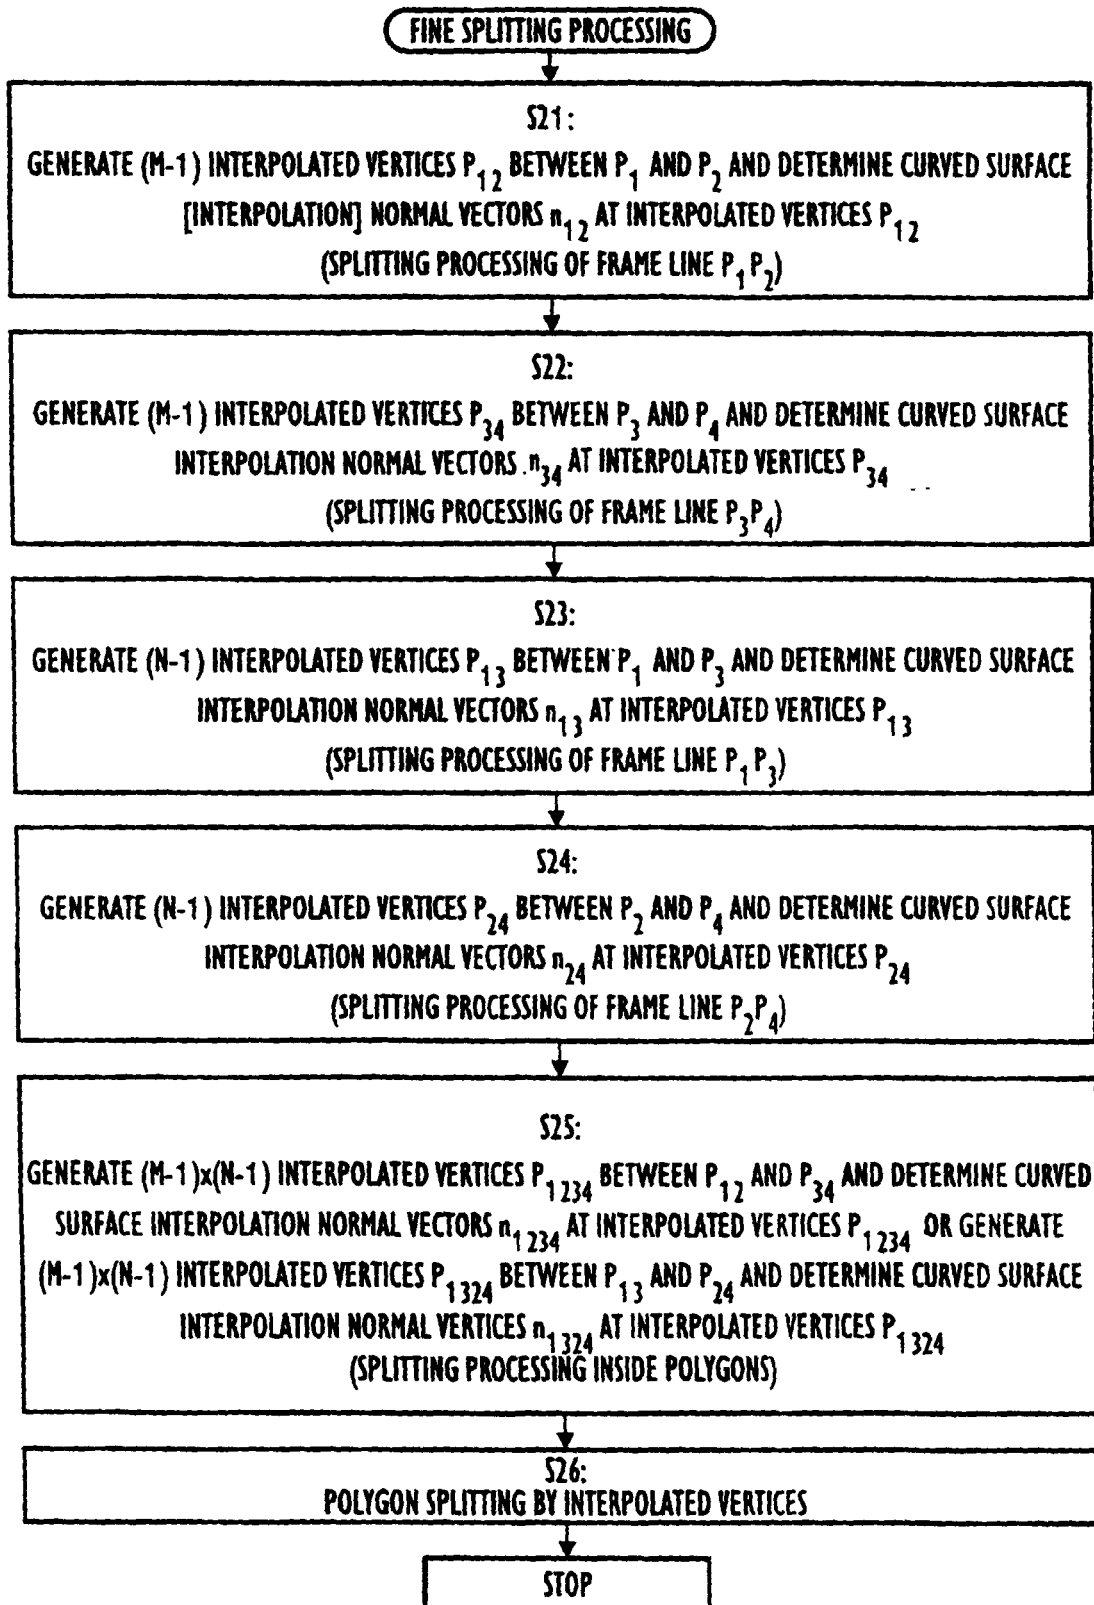 FINE SPLITTING PROCESSING
S21:
GENERATE (M-1) INTERPOLATED VERTICES P12 BETWEEN P1 AND P2 AND DETERMINE CURVED SURFACE
[INTERPOLATION] NORMAL VECTORS n12 AT INTERPOLATED VERTICES P12
(SPLITTING PROCESSING OF FRAME LINE P1P2)
S22:
GENERATE (M-1) INTERPOLATED VERTICES P34 BETWEEN P3 AND P4 AND DETERMINE CURVED SURFACE
INTERPOLATION NORMAL VECTORS n34 AT INTERPOLATED VERTICES P34
(SPLITTING PROCESSING OF FRAME LINE P3P4)
S23:
GENERATE (N-1) INTERPOLATED VERTICES P13 BETWEEN P1 AND P3 AND DETERMINE CURVED SURFACE
INTERPOLATION NORMAL VECTORS n13 AT INTERPOLATED VERTICES P13
(SPLITTING PROCESSING OF FRAME LINE P1P3)
S24:
GENERATE (N-1) INTERPOLATED VERTICES P24 BETWEEN P2 AND P4 AND DETERMINE CURVED SURFACE
INTERPOLATION NORMAL VECTORS n24 AT INTERPOLATED VERTICES P24
(SPLITTING PROCESSING OF FRAME LINE P2P4)
S25:
GENERATE (M-1)x(N-1) INTERPOLATED VERTICES P1234 BETWEEN P12 AND P34 AND DETERMINE CURVED
SURFACE INTERPOLATION NORMAL VECTORS n1234 AT INTERPOLATED VERTICES P1234 OR GENERATE
(M-1)x(N-1) INTERPOLATED VERTICES P1324 BETWEEN P13 AND P24 AND DETERMINE CURVED SURFACE
INTERPOLATION NORMAL VERTICES n1324 AT INTERPOLATED VERTICES P1324
(SPLITTING PROCESSING INSIDE POLYGONS)
S26:
POLYGON SPLITTING BY INTERPOLATED VERTICES
STOP